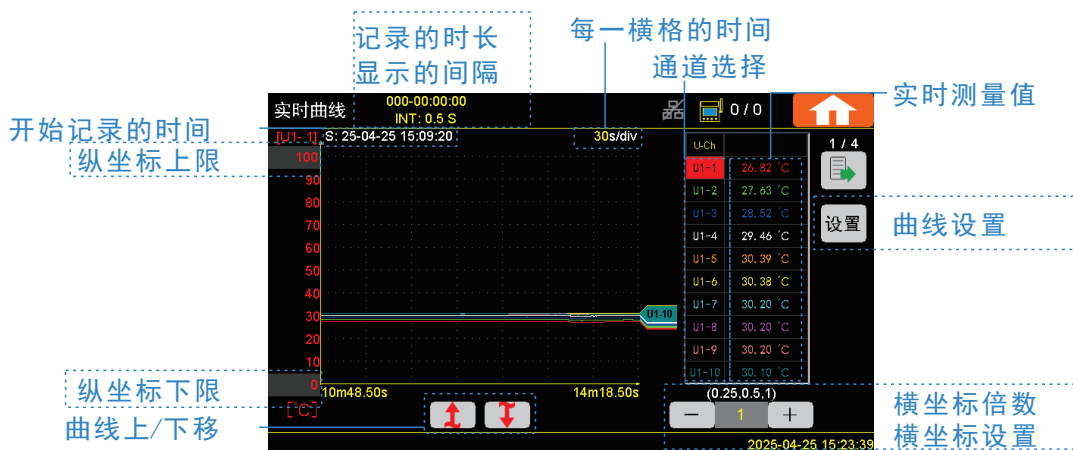 记录的时长
显示的间隔
每一横格的时间
通道选择
实时测量值
开始记录的时间
纵坐标上限
实时曲线
000-00:00:00
INT: 0.5 S
0 / 0
[U1- 1]
S: 25-04-25 15:09:20
30s/div
U-Ch
1 / 4
100
90
80
70
60
50
40
30
20
10
0
U1-1 26.82 ℃
U1-2 27.63 ℃
U1-3 28.52 ℃
U1-4 29.46 ℃
U1-5 30.39 ℃
U1-6 30.38 ℃
U1-7 30.20 ℃
U1-8 30.20 ℃
U1-9 30.20 ℃
U1-10 30.10 ℃
U1-10
设置
曲线设置
纵坐标下限
曲线上/下移
[℃]
10m48.50s
14m18.50s
(0.25,0.5,1)
− 1 +
横坐标倍数
横坐标设置
2025-04-25 15:23:39